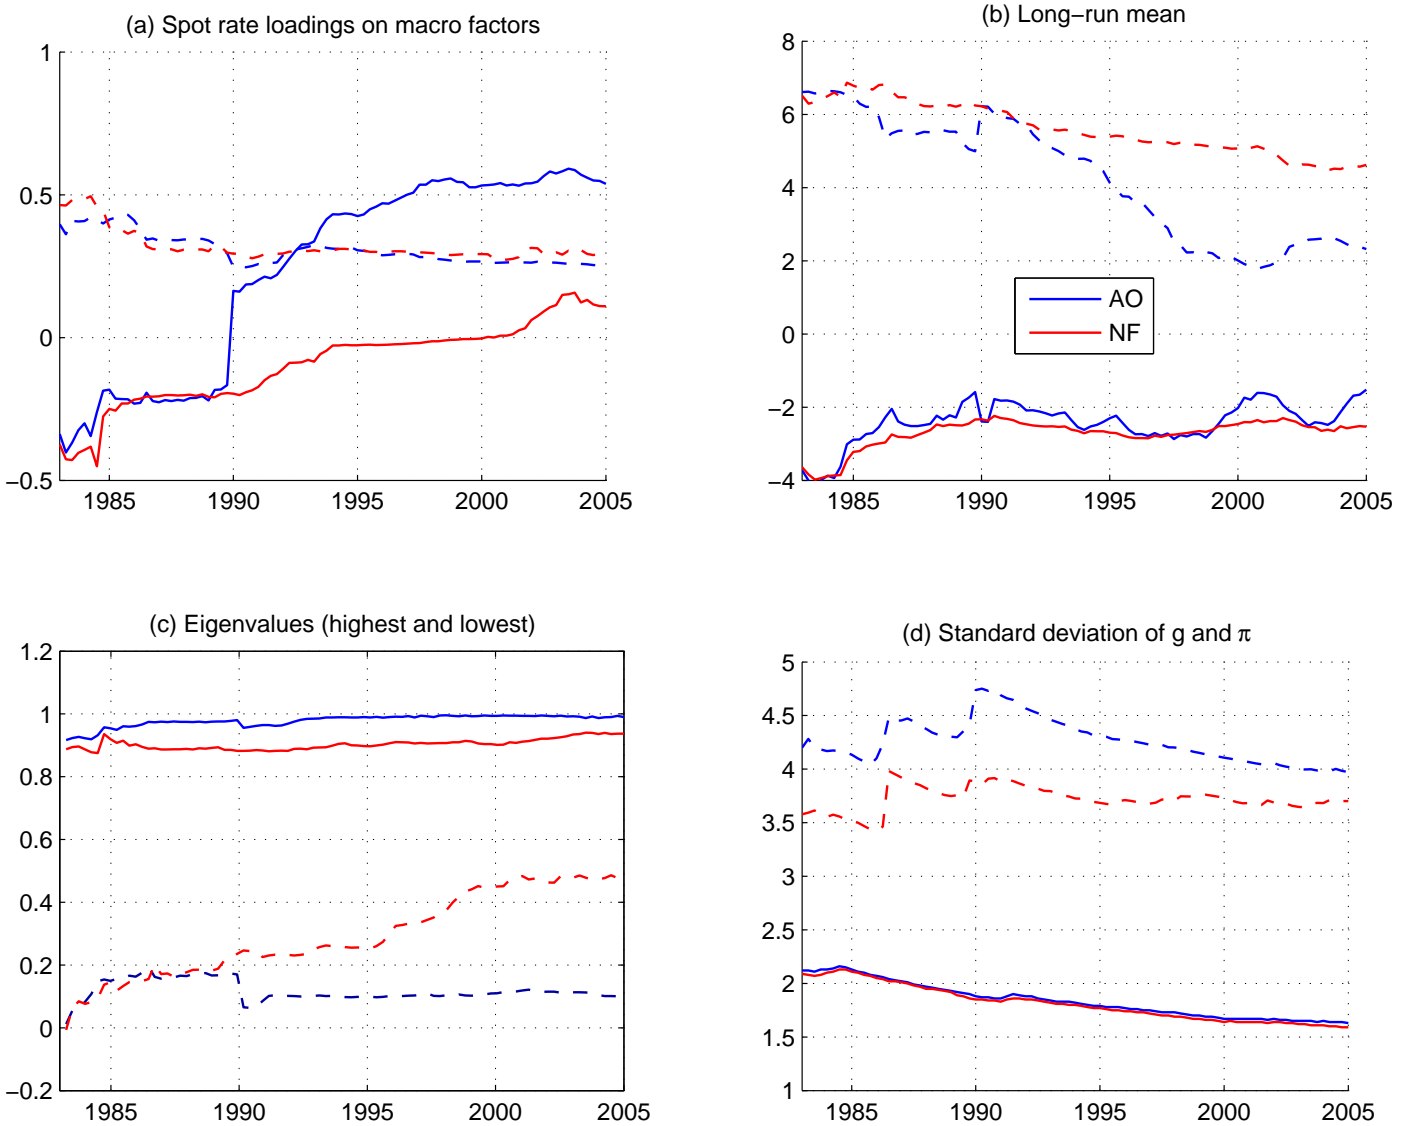 (a) Spot rate loadings on macro factors
1
0.5
0
−0.5
1985 1990 1995 2000 2005
(b) Long−run mean
8
6
4
2
0
−2
−4
AO
NF
1985 1990 1995 2000 2005
(c) Eigenvalues (highest and lowest)
1.2
1
0.8
0.6
0.4
0.2
0
−0.2
1985 1990 1995 2000 2005
(d) Standard deviation of g and π
5
4.5
4
3.5
3
2.5
2
1.5
1
1985 1990 1995 2000 2005